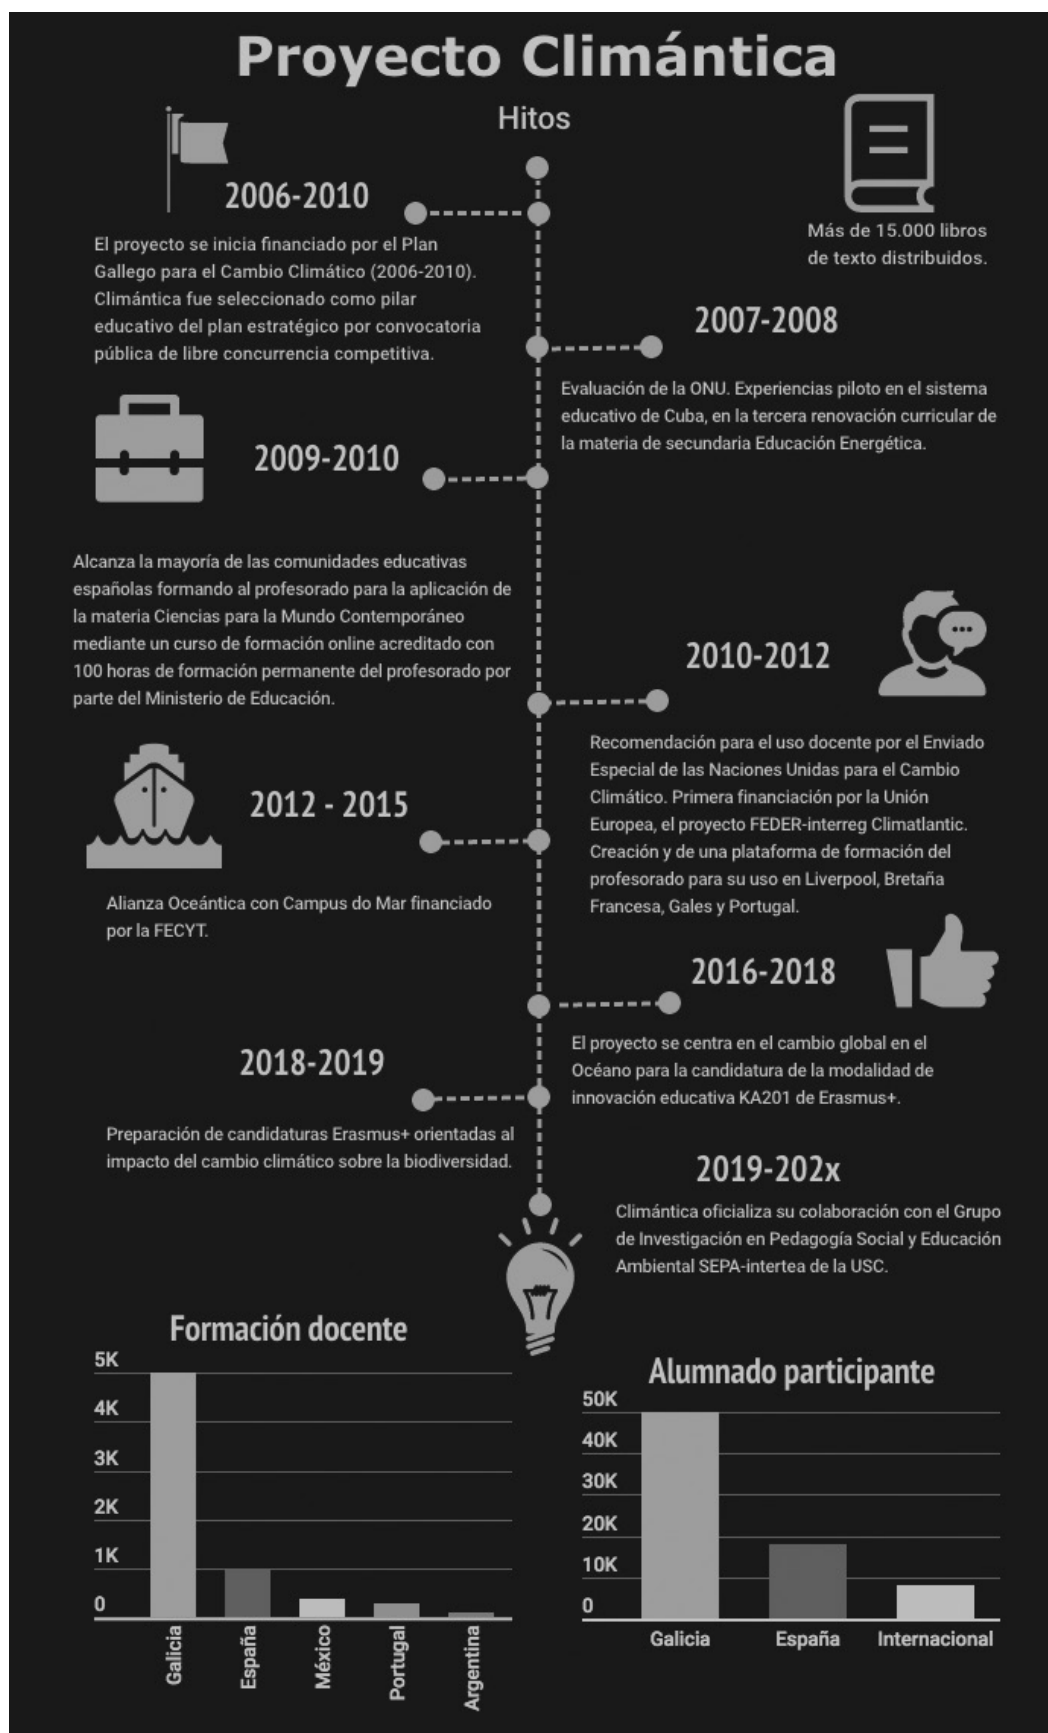 Proyecto Climántica
Hitos
2006-2010
El proyecto se inicia financiado por el Plan
Gallego para el Cambio Climático (2006-2010).
Climántica fue seleccionado como pilar
educativo del plan estratégico por convocatoria
pública de libre concurrencia competitiva.
Más de 15.000 libros
de texto distribuidos.
2007-2008
Evaluación de la ONU. Experiencias piloto en el sistema
educativo de Cuba, en la tercera renovación curricular de
la materia de secundaria Educación Energética.
2009-2010
Alcanza la mayoría de las comunidades educativas
españolas formando al profesorado para la aplicación de
la materia Ciencias para la Mundo Contemporáneo
mediante un curso de formación online acreditado con
100 horas de formación permanente del profesorado por
parte del Ministerio de Educación.
2010-2012
Recomendación para el uso docente por el Enviado
Especial de las Naciones Unidas para el Cambio
Climático. Primera financiación por la Unión
Europea, el proyecto FEDER-interreg Climatlantic.
Creación y de una plataforma de formación del
profesorado para su uso en Liverpool, Bretaña
Francesa, Gales y Portugal.
2012 - 2015
Alianza Oceántica con Campus do Mar financiado
por la FECYT.
2016-2018
El proyecto se centra en el cambio global en el
Océano para la candidatura de la modalidad de
innovación educativa KA201 de Erasmus+.
2018-2019
Preparación de candidaturas Erasmus+ orientadas al
impacto del cambio climático sobre la biodiversidad.
2019-202x
Climántica oficializa su colaboración con el Grupo
de Investigación en Pedagogía Social y Educación
Ambiental SEPA-intertea de la USC.
Formación docente
5K
4K
3K
2K
1K
0
Galicia
España
México
Portugal
Argentina
Alumnado participante
50K
40K
30K
20K
10K
0
Galicia
España
Internacional